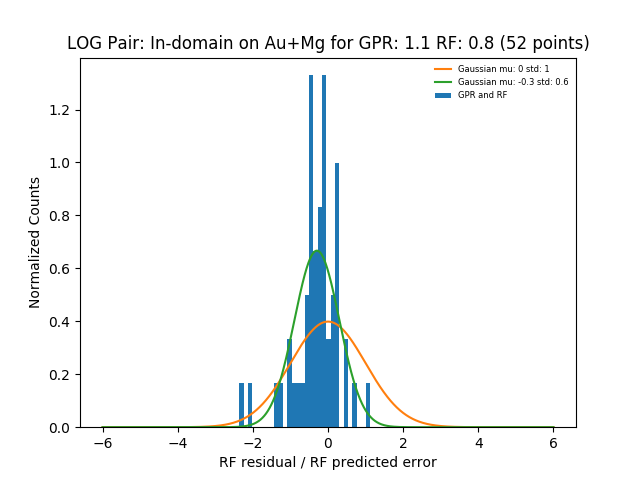 LOG Pair: In-domain on Au+Mg for GPR: 1.1 RF: 0.8 (52 points)
Gaussian mu: 0 std: 1
Gaussian mu: -0.3 std: 0.6
GPR and RF
Normalized Counts
1.2
1.0
0.8
0.6
0.4
0.2
0.0
−6 −4 −2 0 2 4 6
RF residual / RF predicted error